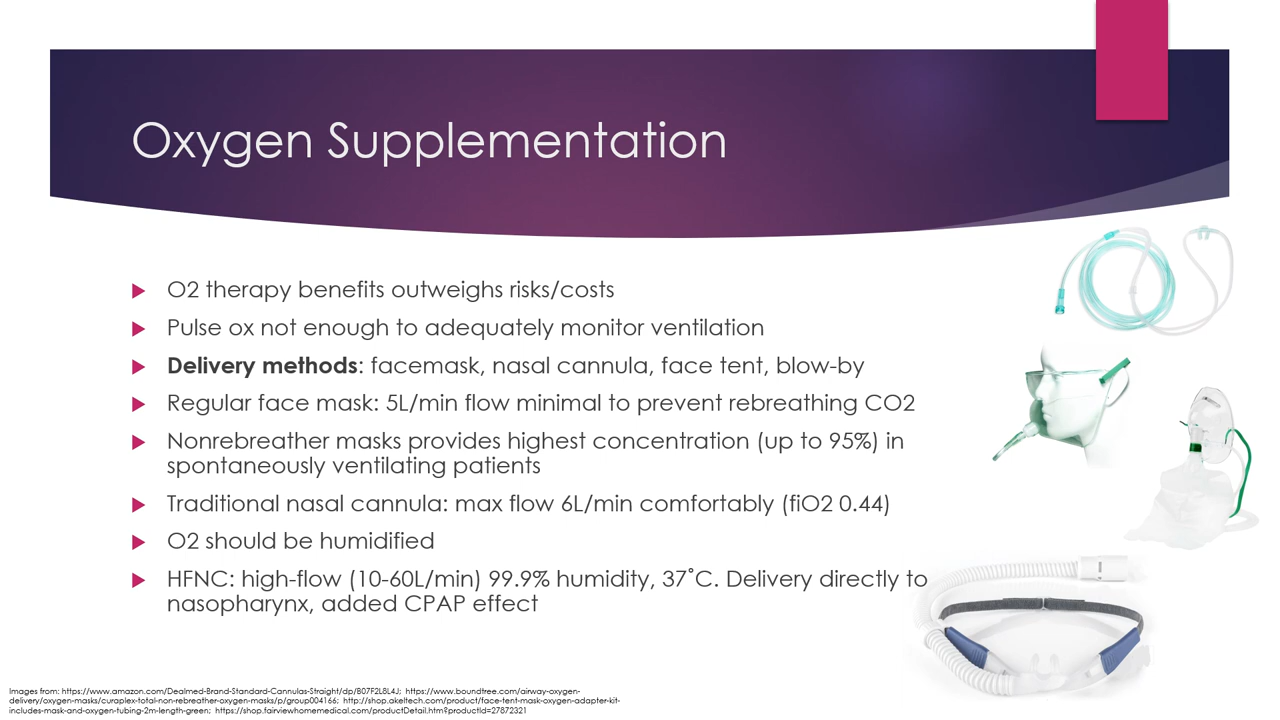 Oxygen Supplementation
O2 therapy benefits outweighs risks/costs
Pulse ox not enough to adequately monitor ventilation
Delivery methods: facemask, nasal cannula, face tent, blow-by
Regular face mask: 5L/min flow minimal to prevent rebreathing CO2
Nonrebreather masks provides highest concentration (up to 95%) in
spontaneously ventilating patients
Traditional nasal cannula: max flow 6L/min comfortably (fiO2 0.44)
O2 should be humidified
HFNC: high-flow (10-60L/min) 99.9% humidity, 37˚C. Delivery directly to
nasopharynx, added CPAP effect
Images from: https://www.amazon.com/Dealmed-Brand-Standard-Cannulas-Straight/dp/B07F2L8L4J; https://www.boundtree.com/airway-oxygen-
delivery/oxygen-masks/curaplex-total-non-rebreather-oxygen-masks/p/group004166; http://shop.akeltech.com/product/face-tent-mask-oxygen-adapter-kit-
includes-mask-and-oxygen-tubing-2m-length-green; https://shop.fairviewhomemedical.com/productDetail.htm?productId=27872321